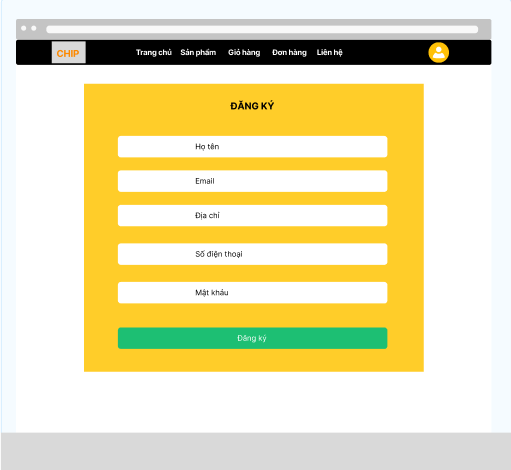 CHIP
Trang chủ Sản phẩm Giỏ hàng Đơn hàng Liên hệ
ĐĂNG KÝ
Họ tên
Email
Địa chỉ
Số điện thoại
Mật khẩu
Đăng ký